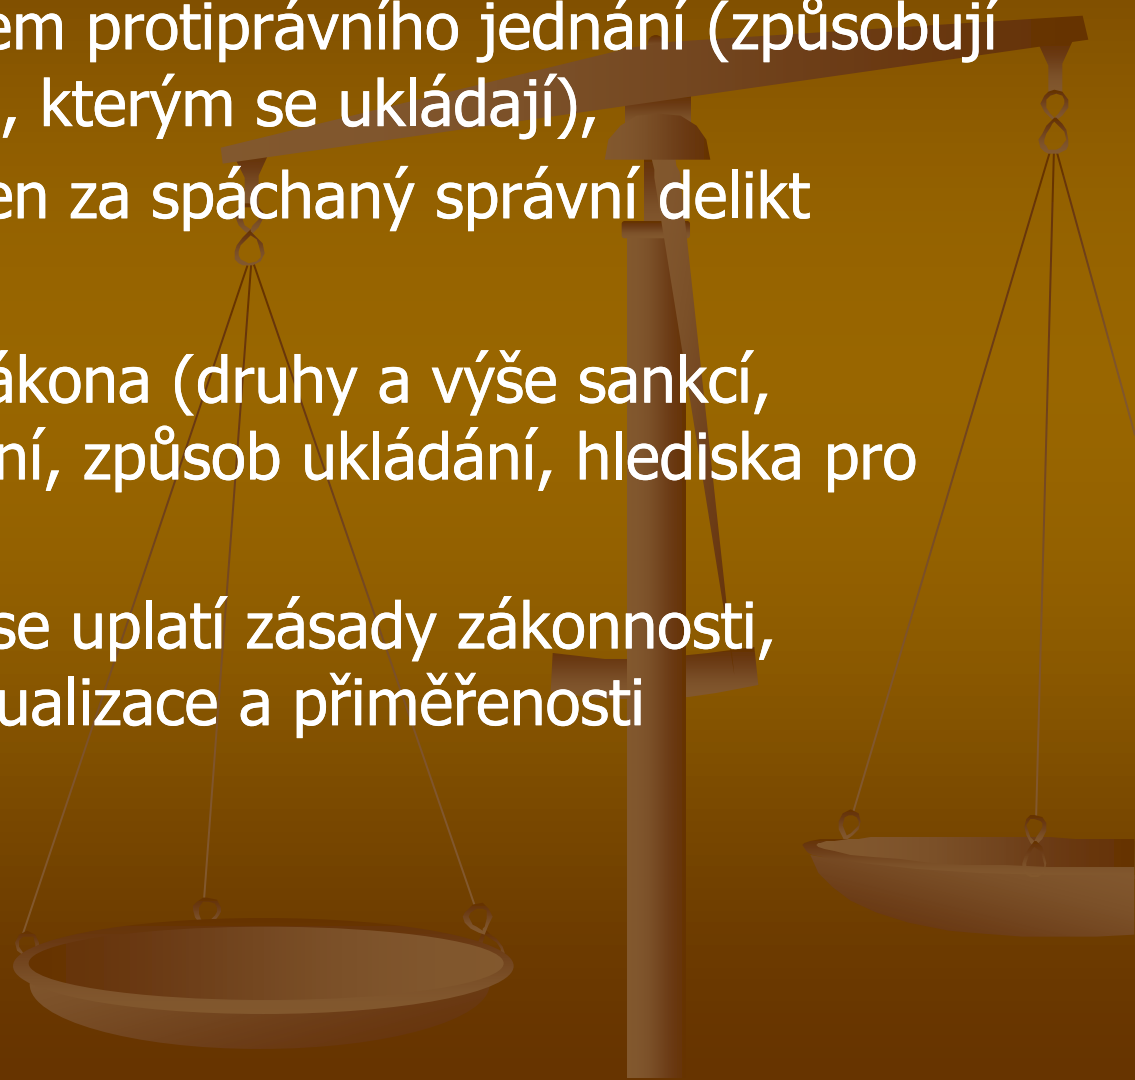 em protiprávního jednání (způsobují
, kterým se ukládají),
en za spáchaný správní delikt
ákona (druhy a výše sankcí,
ní, způsob ukládání, hlediska pro
se uplatí zásady zákonnosti,
ualizace a přiměřenosti